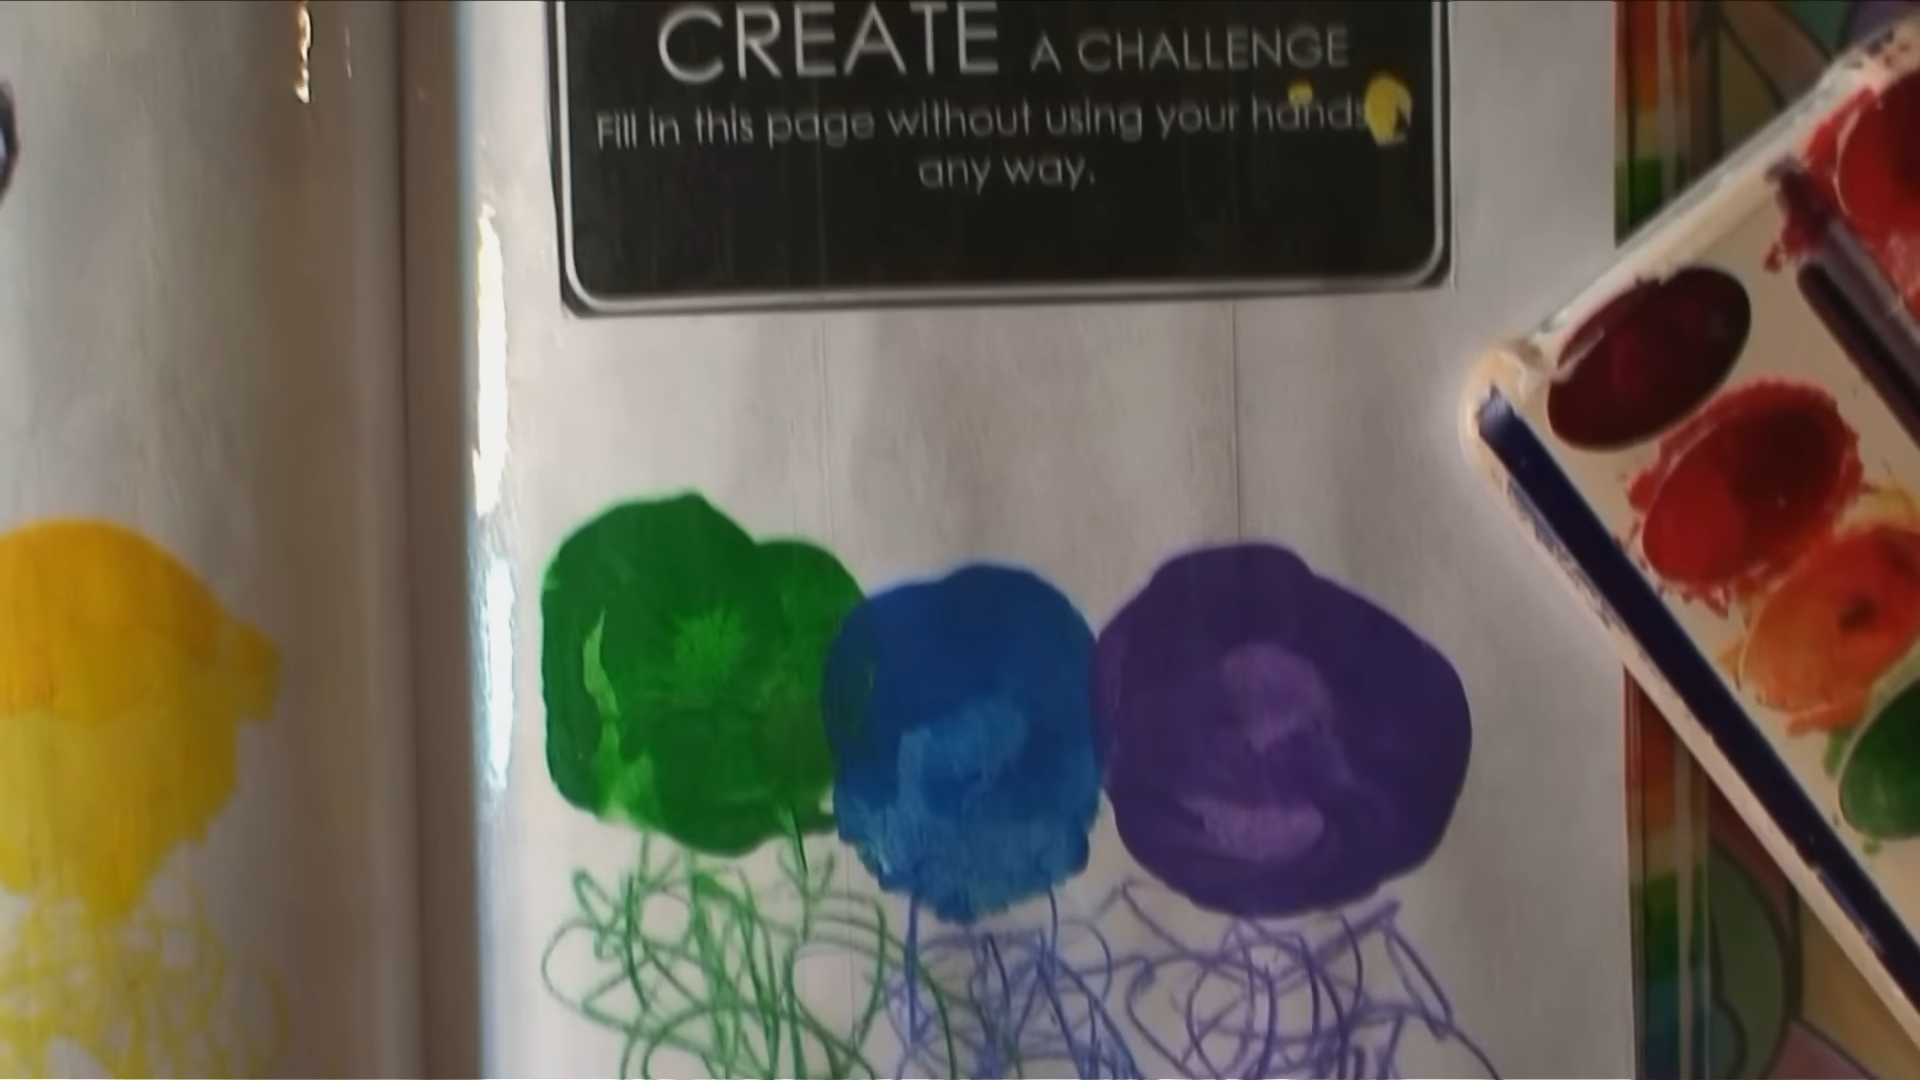 CREATE A CHALLENGE
Fill in this page without using your hands
any way.